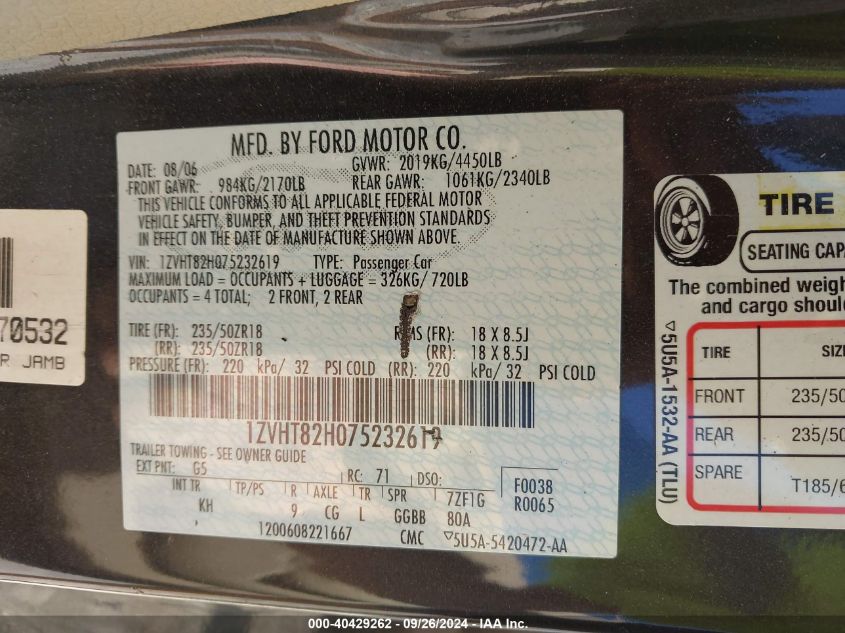 MFD. BY FORD MOTOR CO.
DATE: 08/06 GVWR: 2019KG/4450LB
FRONT GAWR: 984KG/2170LB REAR GAWR: 1061KG/2340LB
THIS VEHICLE CONFORMS TO ALL APPLICABLE FEDERAL MOTOR
VEHICLE SAFETY, BUMPER, AND THEFT PREVENTION STANDARDS
IN EFFECT ON THE DATE OF MANUFACTURE SHOWN ABOVE.
VIN: 1ZVHT82H075232619 TYPE: Passenger Car
MAXIMUM LOAD = OCCUPANTS + LUGGAGE = 326KG/ 720LB
OCCUPANTS = 4 TOTAL; 2 FRONT, 2 REAR
TIRE (FR): 235/50ZR18 RIMS (FR): 18 X 8.5J
(RR): 235/50ZR18 (RR): 18 X 8.5J
PRESSURE (FR): 220 kPa/ 32 PSI COLD (RR): 220 kPa/ 32 PSI COLD
1ZVHT82H075232619
TRAILER TOWING - SEE OWNER GUIDE
EXT PNT: G5 RC: 71 DSO: F0038
INT TR TP/PS R AXLE TR SPR 7ZF1G R0065
KH 9 CG L GGBB 80A
1200608221667 CMC ▽5U5A-5420472-AA
70532
R JAMB
TIRE
SEATING CAPA
The combined weigh
and cargo shoul
TIRE SIZ
FRONT 235/50
REAR 235/50
SPARE T185/6
▽5U5A-1532-AA (TLU)
000-40429262 - 09/26/2024 - IAA Inc.